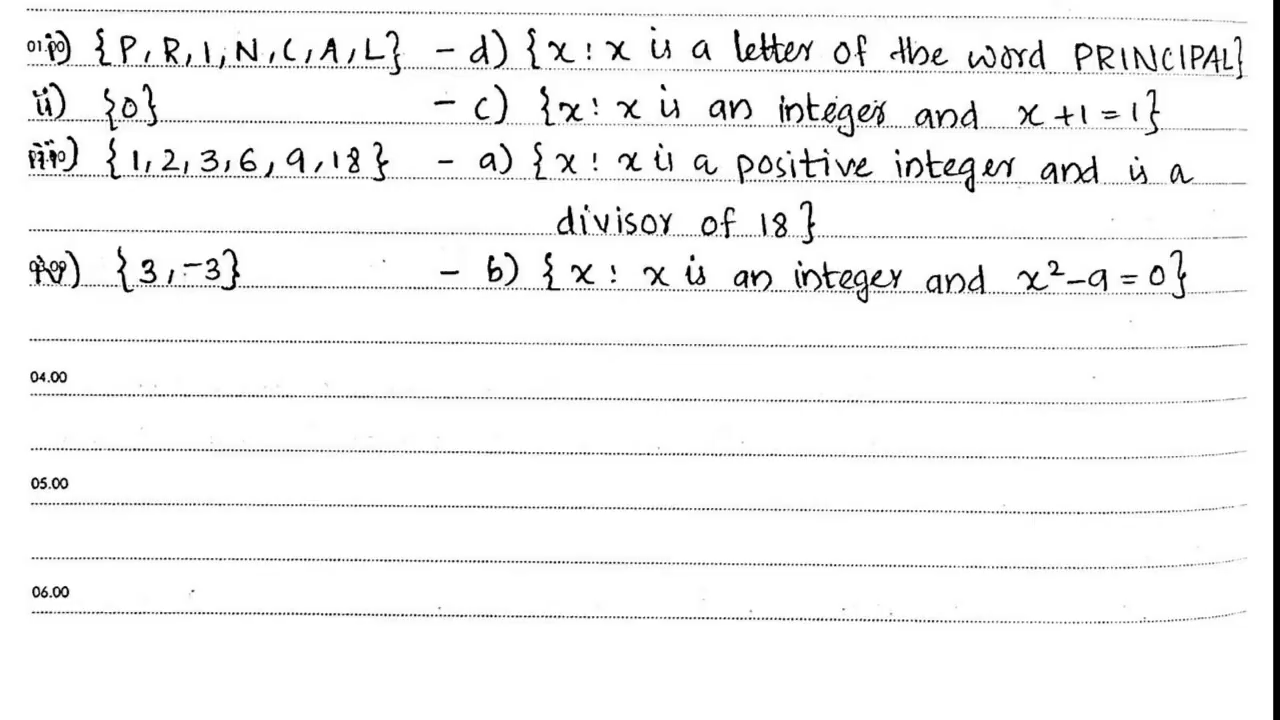 01.00 i) {P, R, I, N, C, A, L} - d) {x : x is a letter of the word PRINCIPAL}
ii) {0} - c) {x : x is an integer and x + 1 = 1}
iii) {1, 2, 3, 6, 9, 18} - a) {x : x is a positive integer and is a
divisor of 18}
iv) {3, -3} - b) {x : x is an integer and x² - 9 = 0}
04.00
05.00
06.00